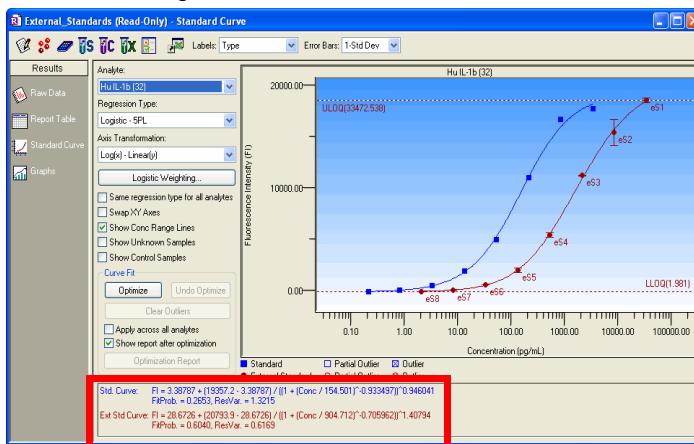 External_Standards (Read-Only) - Standard Curve
Labels: Type
Error Bars: 1-Std Dev
Results
Raw Data
Report Table
Standard Curve
Graphs
Analyte:
Hu IL-1b (32)
Regression Type:
Logistic - 5PL
Axis Transformation:
Log(x) - Linear(y)
Logistic Weighting...
Same regression type for all analytes
Swap XY Axes
Show Conc Range Lines
Show Unknown Samples
Show Control Samples
Curve Fit
Optimize
Undo Optimize
Clear Outliers
Apply across all analytes
Show report after optimization
Optimization Report
Hu IL-1b (32)
Fluorescence Intensity (FI)
20000.00
10000.00
0.00
ULOQ(33472.538)
LLOQ(1.981)
eS1
eS2
eS3
eS4
eS5
eS6
eS7
eS8
0.10
1.00
10.00
100.00
1000.00
10000.00
100000.00
Concentration (pg/mL)
Standard
Partial Outlier
Outlier
Std. Curve: FI = 3.38787 + (19357.2 - 3.38787) / ((1 + (Conc / 154.501)^-0.933497))^0.946041
FitProb. = 0.2653, ResVar. = 1.3215
Ext Std Curve: FI = 28.6726 + (20793.9 - 28.6726) / ((1 + (Conc / 904.712)^-0.705962))^1.40794
FitProb. = 0.6040, ResVar. = 0.6169